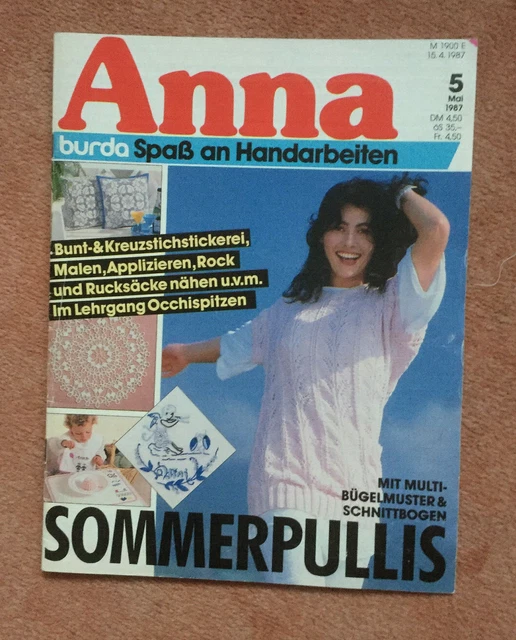 M 1900 E
15.4.1987
Anna
5
Mai
1987
DM 4,50
öS 35,–
Fr. 4,50
burda Spaß an Handarbeiten
Bunt-&Kreuzstichstickerei,
Malen, Applizieren, Rock
und Rucksäcke nähen u.v.m.
Im Lehrgang Occhispitzen
MIT MULTI-
BÜGELMUSTER &
SCHNITTBOGEN
SOMMERPULLIS